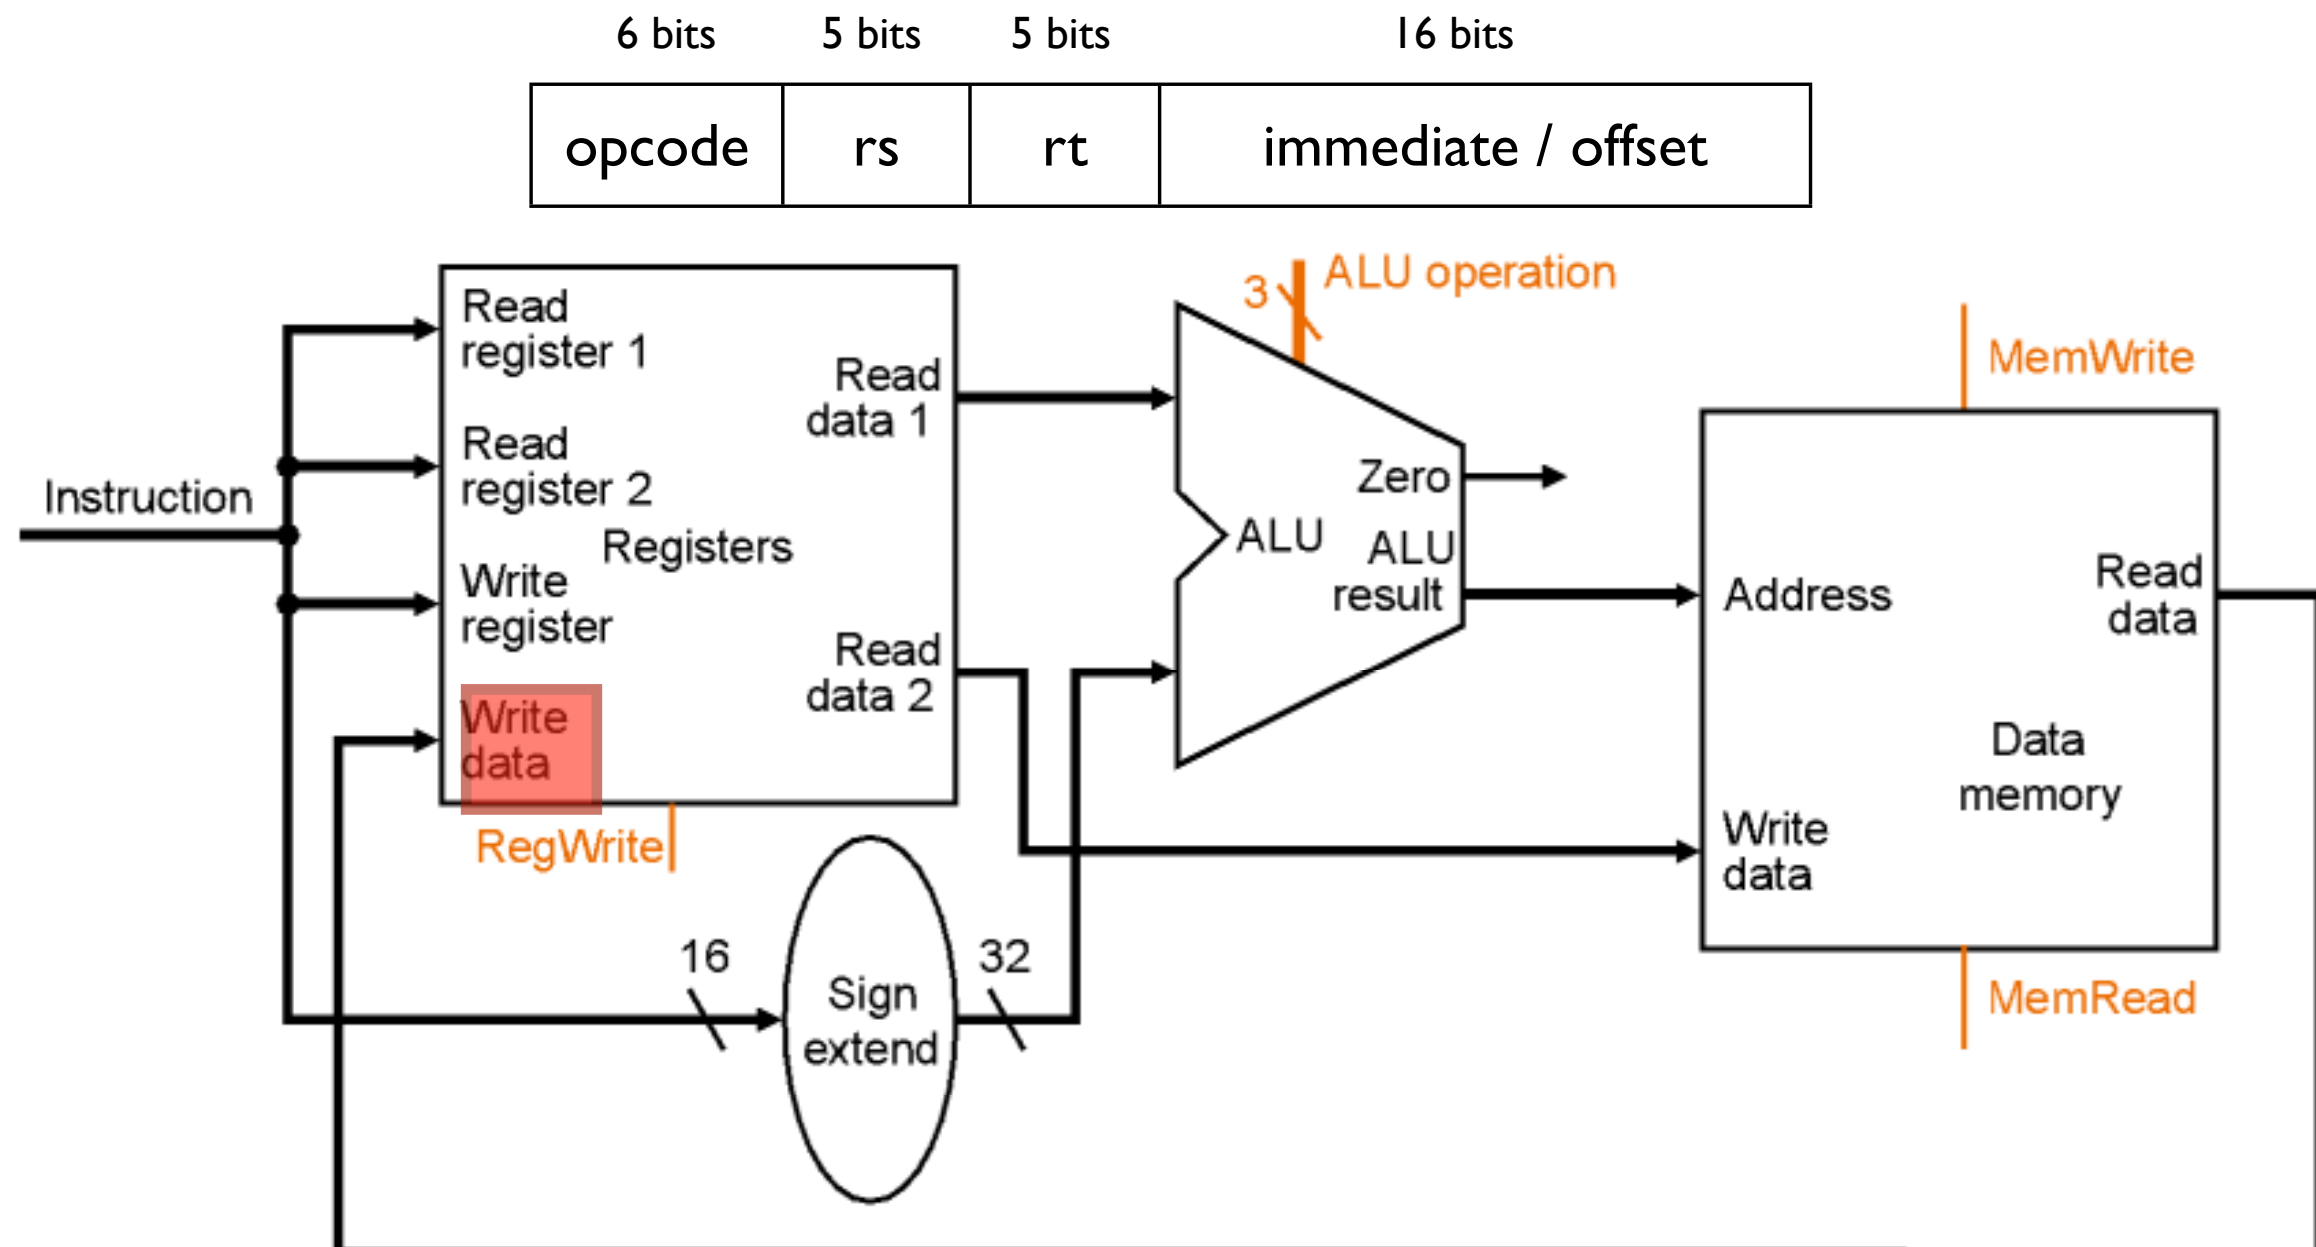 6 bits 5 bits 5 bits 16 bits
opcode rs rt immediate / offset
3 ALU operation
Read
register 1
Read
data 1
MemWrite
Read
register 2
Zero
Instruction
Registers
ALU
ALU
result
Write
register
Address
Read
data
Read
data 2
Write
data
Data
memory
RegWrite
Write
data
16
32
Sign
extend
MemRead